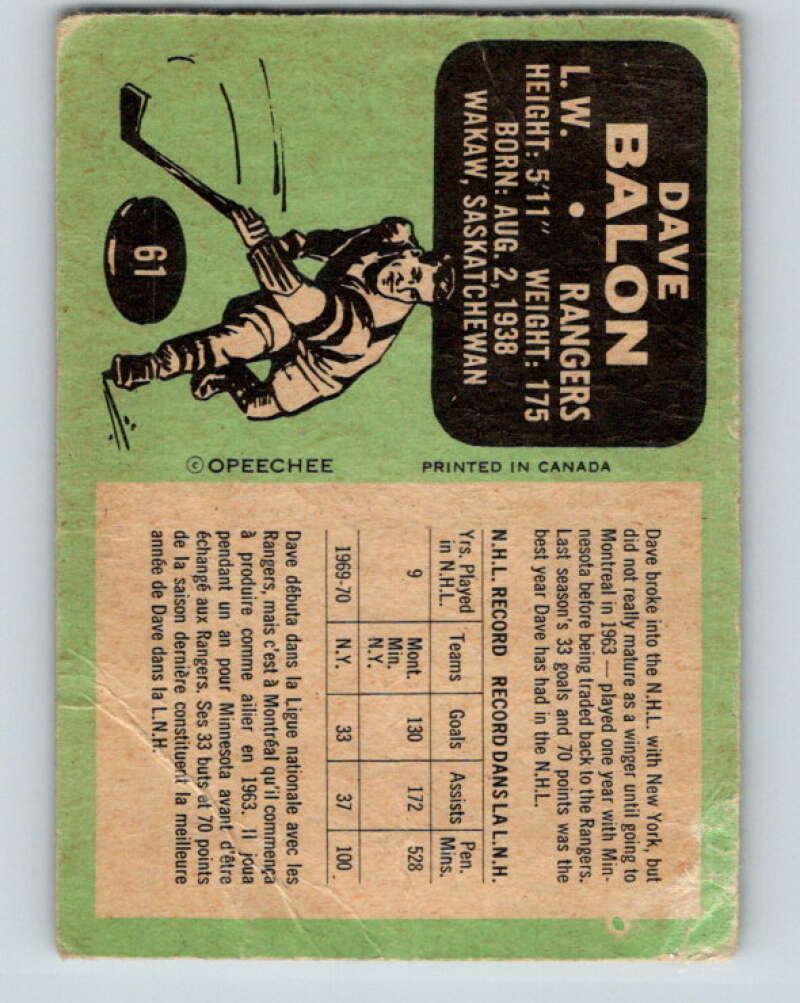 DAVE
BALON
L.W. • RANGERS
HEIGHT: 5'11" WEIGHT: 175
BORN: AUG. 2, 1938
WAKAW, SASKATCHEWAN
61
© OPEECHEE PRINTED IN CANADA
Dave broke into the N.H.L. with New York, but
did not really mature as a winger until going to
Montreal in 1963 — played one year with Min-
nesota before being traded back to the Rangers.
Last season's 33 goals and 70 points was the
best year Dave has had in the N.H.L.
N.H.L. RECORD RECORD DANS LA L.N.H.
Yrs. Played in N.H.L. Teams Goals Assists Pen. Mins.
9 Mont. Min. N.Y. 130 172 528
1969-70 N.Y. 33 37 100
Dave débuta dans la Ligue nationale avec les
Rangers, mais c'est à Montréal qu'il commença
à produire comme ailier en 1963. Il joua
pendant un an pour Minnesota avant d'être
échangé aux Rangers. Ses 33 buts et 70 points
de la saison dernière constituent la meilleure
année de Dave dans la L.N.H.